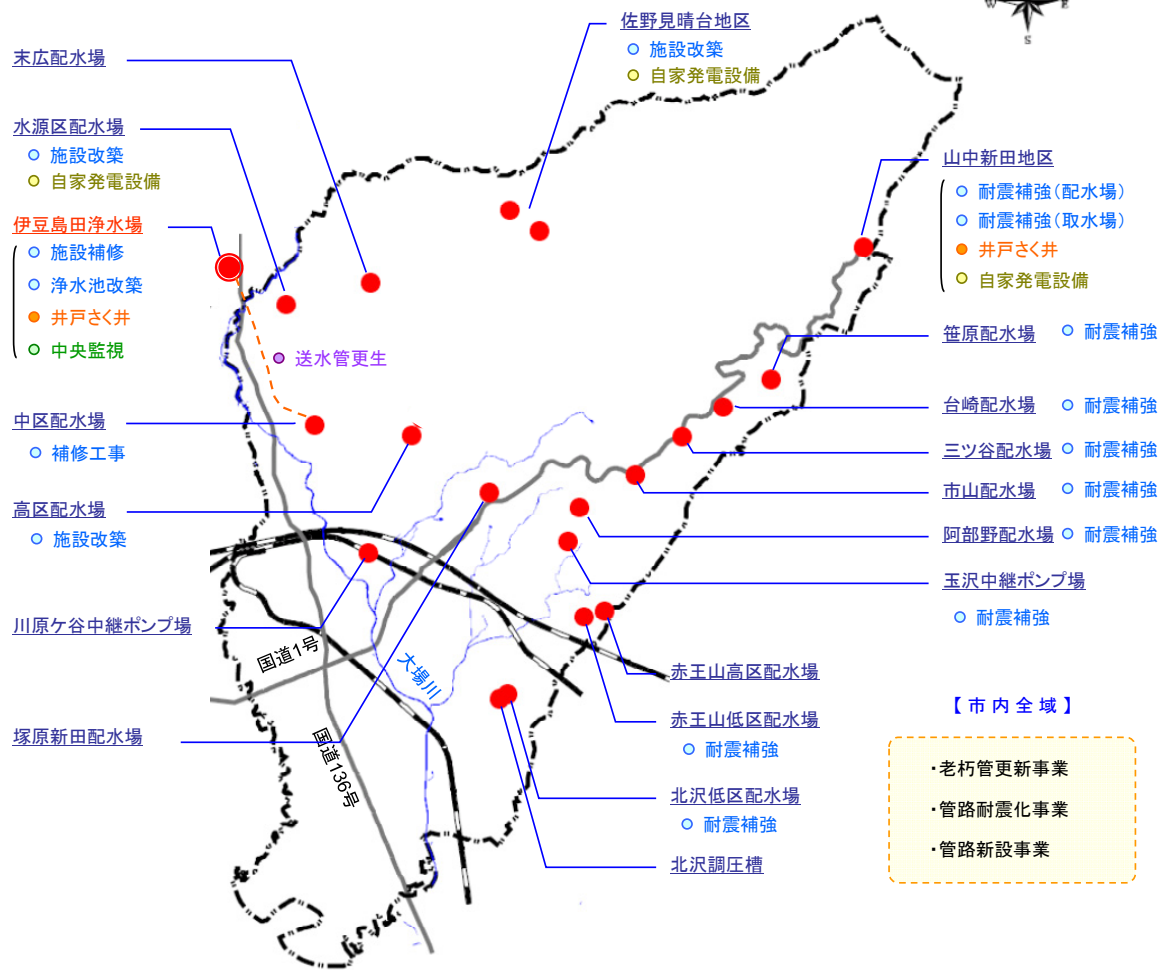 W E
S
佐野見晴台地区
施設改築
自家発電設備
末広配水場
水源区配水場
施設改築
自家発電設備
伊豆島田浄水場
施設補修
浄水池改築
井戸さく井
中央監視
送水管更生
中区配水場
補修工事
高区配水場
施設改築
川原ケ谷中継ポンプ場
塚原新田配水場
国道1号
国道136号
大場川
山中新田地区
耐震補強(配水場)
耐震補強(取水場)
井戸さく井
自家発電設備
笹原配水場 耐震補強
台崎配水場 耐震補強
三ツ谷配水場 耐震補強
市山配水場 耐震補強
阿部野配水場 耐震補強
玉沢中継ポンプ場
耐震補強
赤王山高区配水場
赤王山低区配水場
耐震補強
北沢低区配水場
耐震補強
北沢調圧槽
【市内全域】
・老朽管更新事業
・管路耐震化事業
・管路新設事業